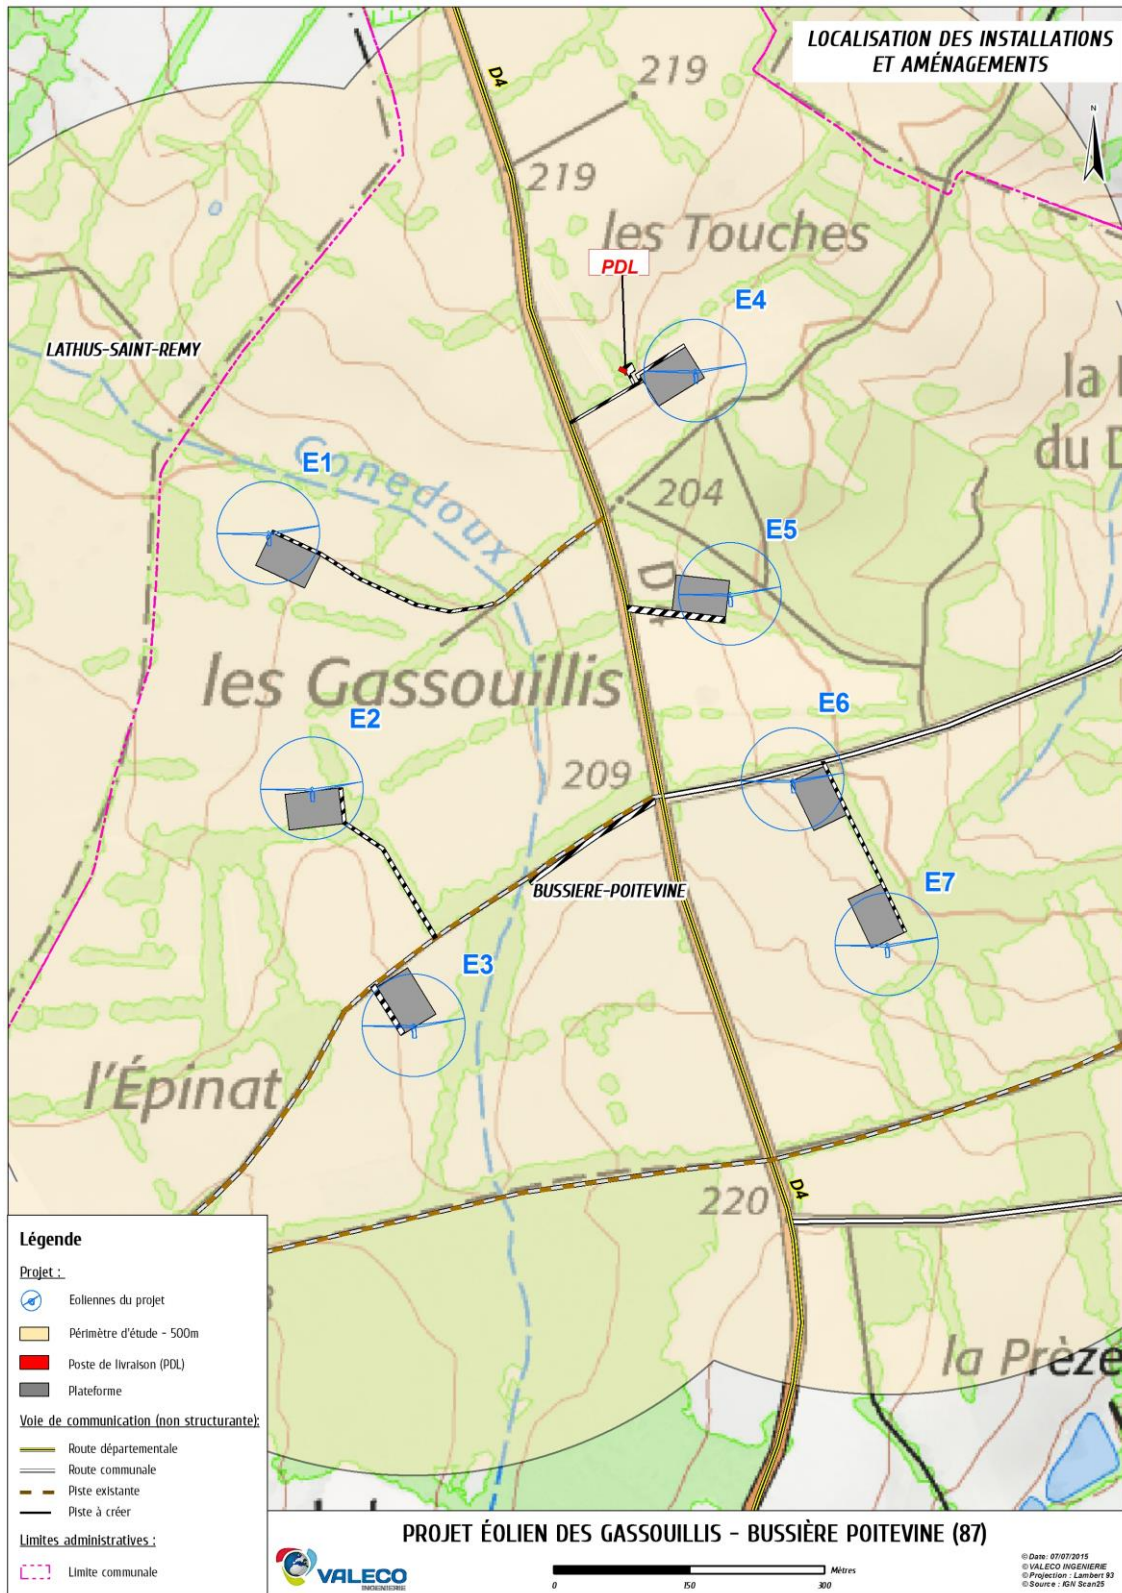 LOCALISATION DES INSTALLATIONS
ET AMÉNAGEMENTS
N
D4
219
219
les Touches
PDL
E4
LATHUS-SAINT-REMY
la
du D
Conedoux
E1
204
E5
D4
les Gassouillis
E2
E6
209
BUSSIERE-POITEVINE
E7
E3
l'Épinat
220
D4
la Prèze
Légende
Projet :
Eoliennes du projet
Périmètre d'étude - 500m
Poste de livraison (PDL)
Plateforme
Voie de communication (non structurante):
Route départementale
Route communale
Piste existante
Piste à créer
Limites administratives :
Limite communale
PROJET ÉOLIEN DES GASSOUILLIS - BUSSIÈRE POITEVINE (87)
VALECO
INGENIERIE
Mètres
0 150 300
© Date: 07/07/2015
© VALECO INGENIERIE
© Projection : Lambert 93
© Source : IGN Scan25